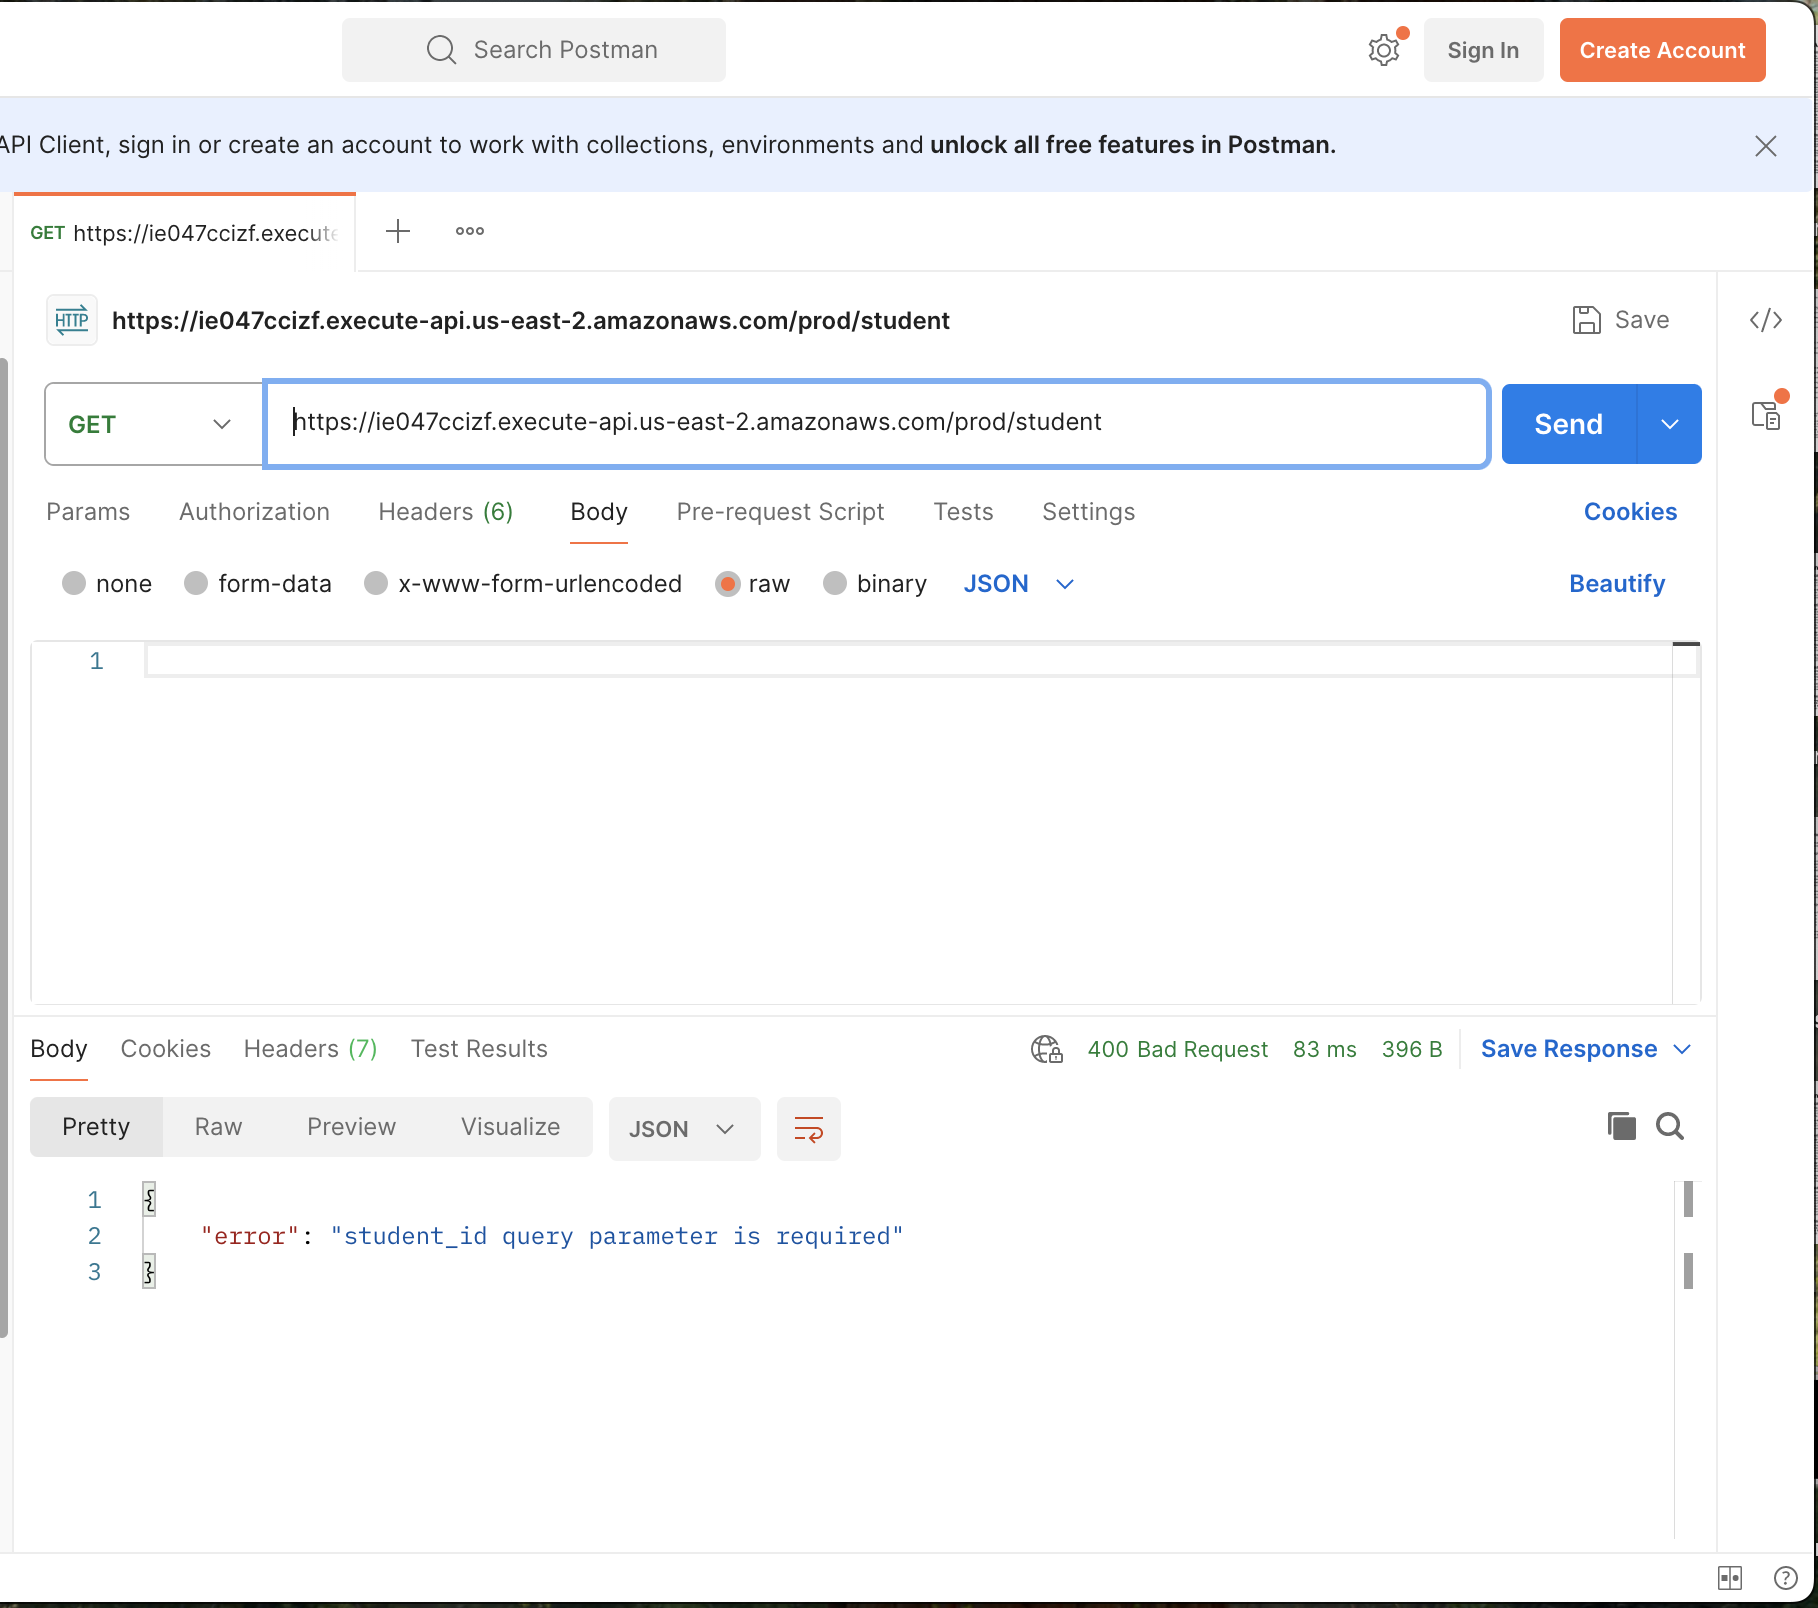 Search Postman
Sign In
Create Account
API Client, sign in or create an account to work with collections, environments and unlock all free features in Postman.
GET https://ie047ccizf.execute
HTTP https://ie047ccizf.execute-api.us-east-2.amazonaws.com/prod/student
Save
GET
https://ie047ccizf.execute-api.us-east-2.amazonaws.com/prod/student
Send
Params Authorization Headers (6) Body Pre-request Script Tests Settings Cookies
none form-data x-www-form-urlencoded raw binary JSON Beautify
1
Body Cookies Headers (7) Test Results 400 Bad Request 83 ms 396 B Save Response
Pretty Raw Preview Visualize JSON
1 {
2 "error": "student_id query parameter is required"
3 }